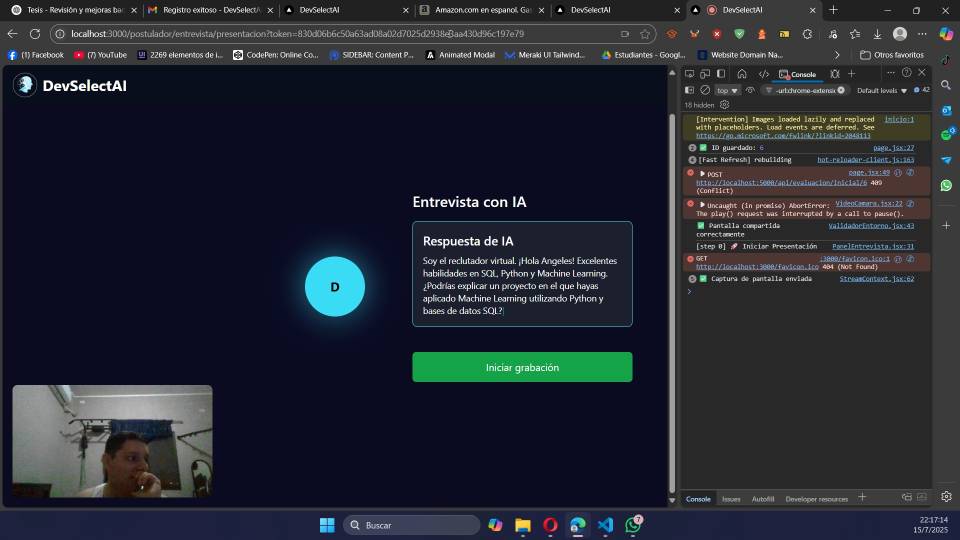 Tesis - Revisión y mejoras bac
Registro exitoso - DevSelectA
DevSelectAI
Amazon.com en espanol. Gas
DevSelectAI
DevSelectAI
localhost:3000/postulador/entrevista/presentacion?token=830d06b6c50a63ad08a02d7025d2938e8aa430d96c197e79
(1) Facebook
(7) YouTube
2269 elementos de i...
CodePen: Online Co...
SIDEBAR: Content P...
Animated Modal
Meraki UI Tailwind...
Estudiantes - Googl...
Website Domain Na...
Otros favoritos
DevSelectAI
Entrevista con IA
Respuesta de IA
Soy el reclutador virtual. ¡Hola Angeles! Excelentes
habilidades en SQL, Python y Machine Learning.
¿Podrías explicar un proyecto en el que hayas
aplicado Machine Learning utilizando Python y
bases de datos SQL?
D
Iniciar grabación
Console
top
-url:chrome-extensi
Default levels
42
18 hidden
[Intervention] Images loaded lazily and replaced inicio:1
with placeholders. Load events are deferred. See
https://go.microsoft.com/fwlink/?linkid=2048113
2 ID guardado: 6 page.jsx:27
4 [Fast Refresh] rebuilding hot-reloader-client.js:163
POST page.jsx:49
http://localhost:5000/api/evaluacion/inicial/6 409
(Conflict)
Uncaught (in promise) AbortError: VideoCamara.jsx:22
The play() request was interrupted by a call to pause().
Pantalla compartida ValidadorEntorno.jsx:43
correctamente
[step 0] Iniciar Presentación PanelEntrevista.jsx:31
GET :3000/favicon.ico:1
http://localhost:3000/favicon.ico 404 (Not Found)
5 Captura de pantalla enviada StreamContext.jsx:62
Console
Issues
Autofill
Developer resources
Buscar
7
22:17:14
15/7/2025